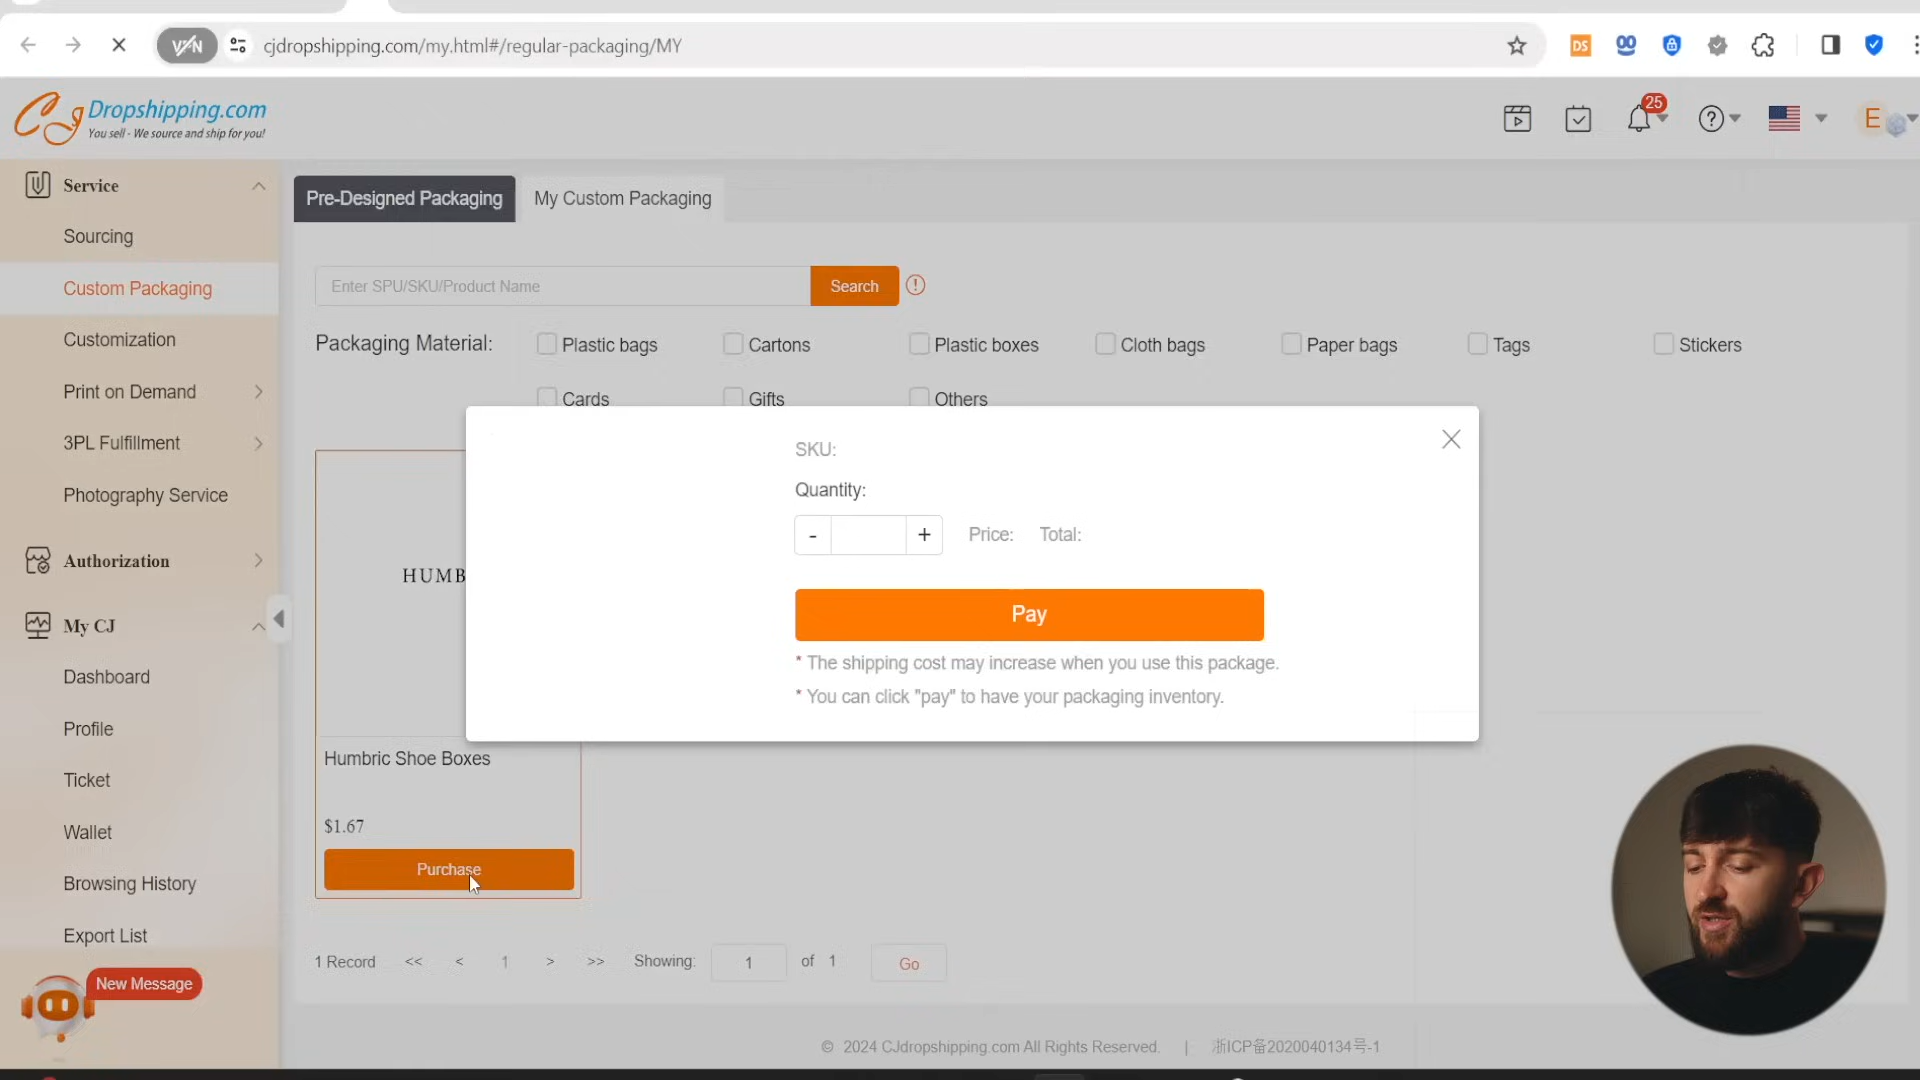 cjdropshipping.com/my.html#/regular-packaging/MY
DS
CJ Dropshipping.com
You sell - We source and ship for you!
25
E
Service
Sourcing
Custom Packaging
Customization
Print on Demand
3PL Fulfillment
Photography Service
Authorization
My CJ
Dashboard
Profile
Ticket
Wallet
Browsing History
Export List
New Message
Pre-Designed Packaging
My Custom Packaging
Enter SPU/SKU/Product Name
Search
Packaging Material:
Plastic bags
Cartons
Plastic boxes
Cloth bags
Paper bags
Tags
Stickers
Cards
Gifts
Others
SKU:
Quantity:
- +
Price: Total:
Pay
* The shipping cost may increase when you use this package.
* You can click "pay" to have your packaging inventory.
HUMB
Humbric Shoe Boxes
$1.67
Purchase
1 Record << < 1 > >> Showing: 1 of 1 Go
© 2024 CJdropshipping.com All Rights Reserved. | 浙ICP备2020040134号-1